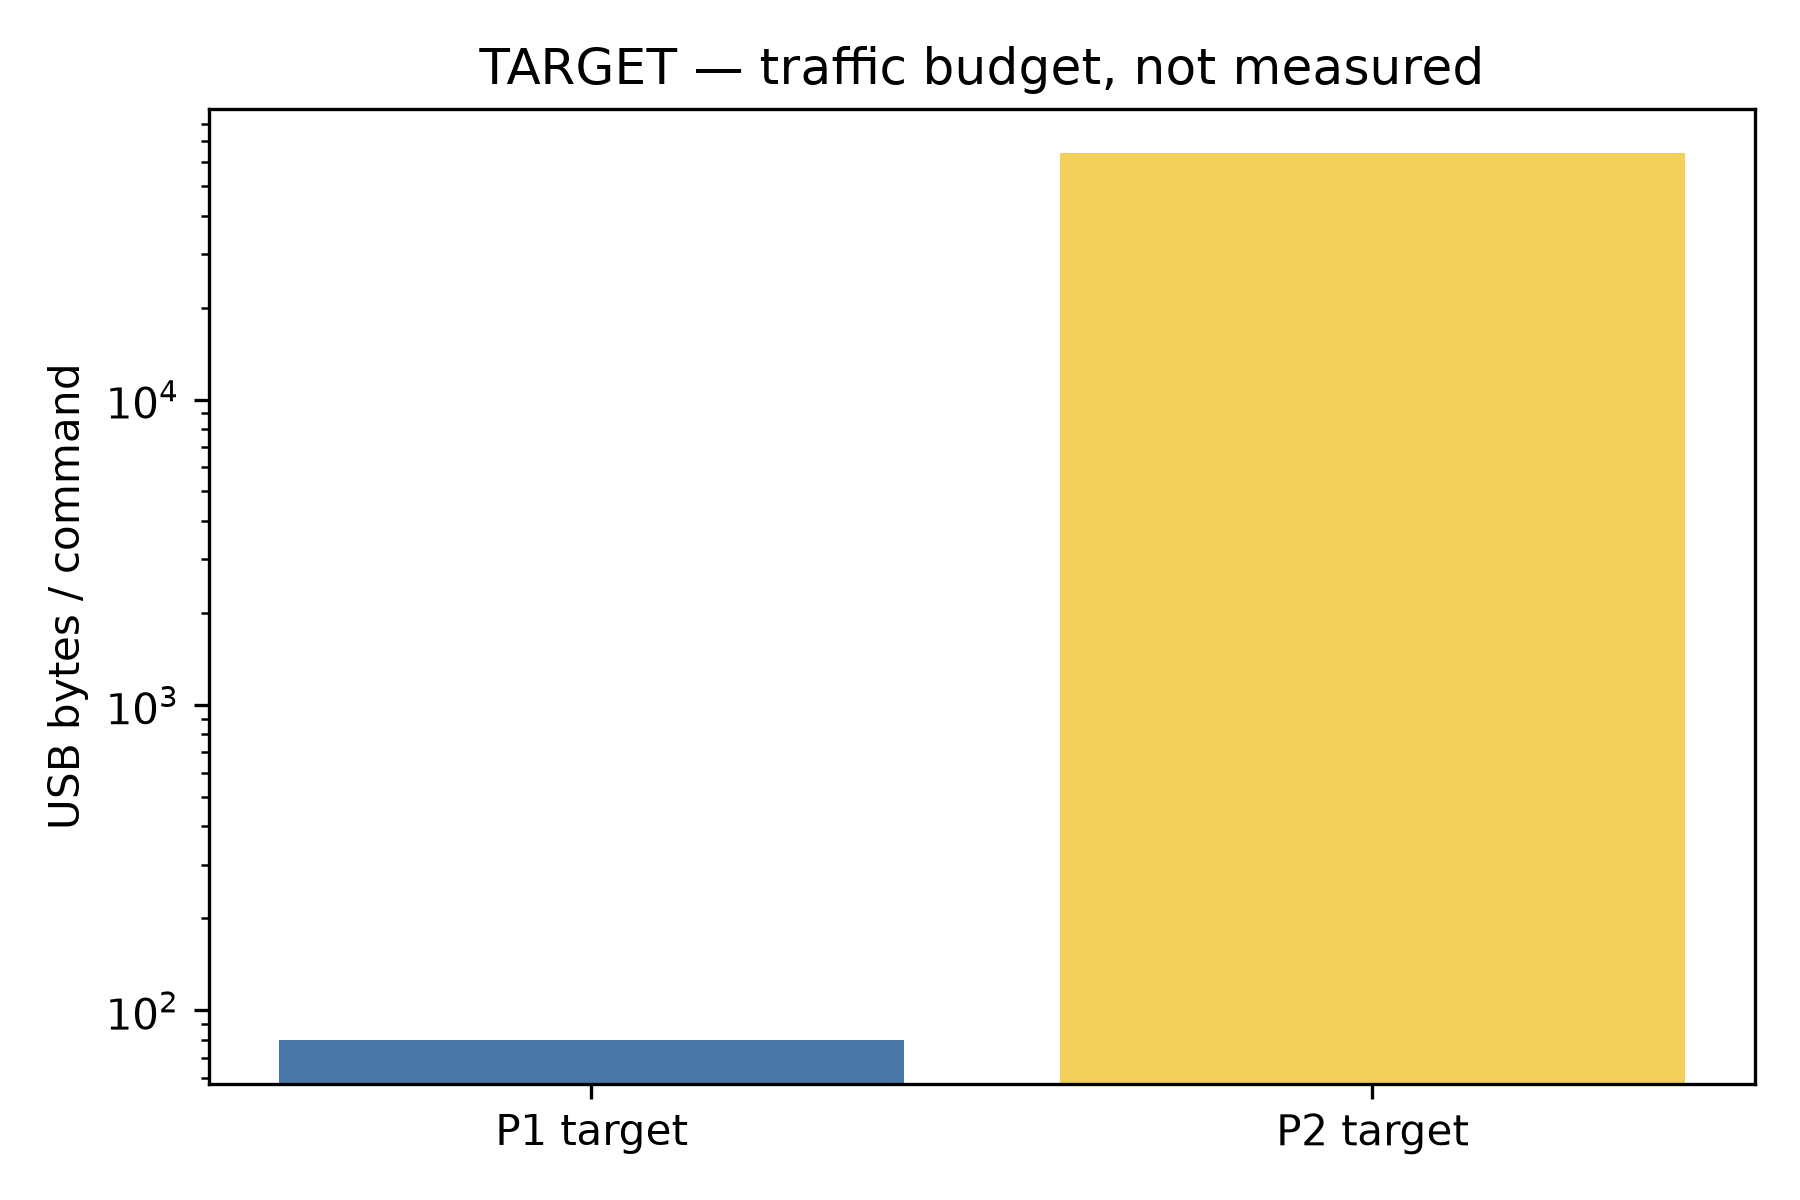 TARGET — traffic budget, not measured
USB bytes / command
10⁴
10³
10²
P1 target
P2 target